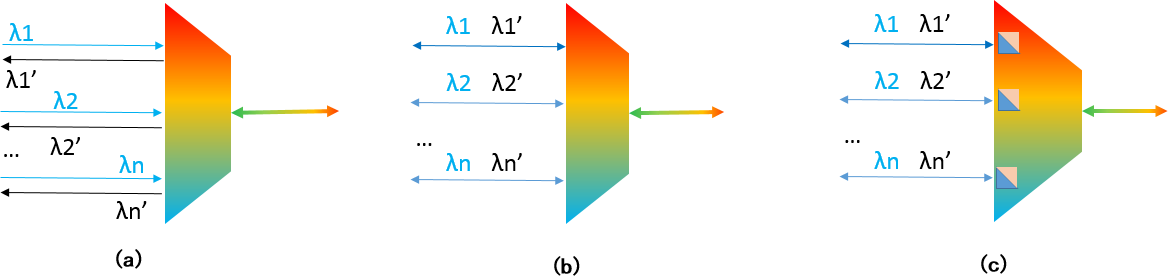 λ1
λ1’
λ2
λ2’
...
λn
λn’
(a)
λ1 λ1’
λ2 λ2’
...
λn λn’
(b)
λ1 λ1’
λ2 λ2’
...
λn λn’
(c)